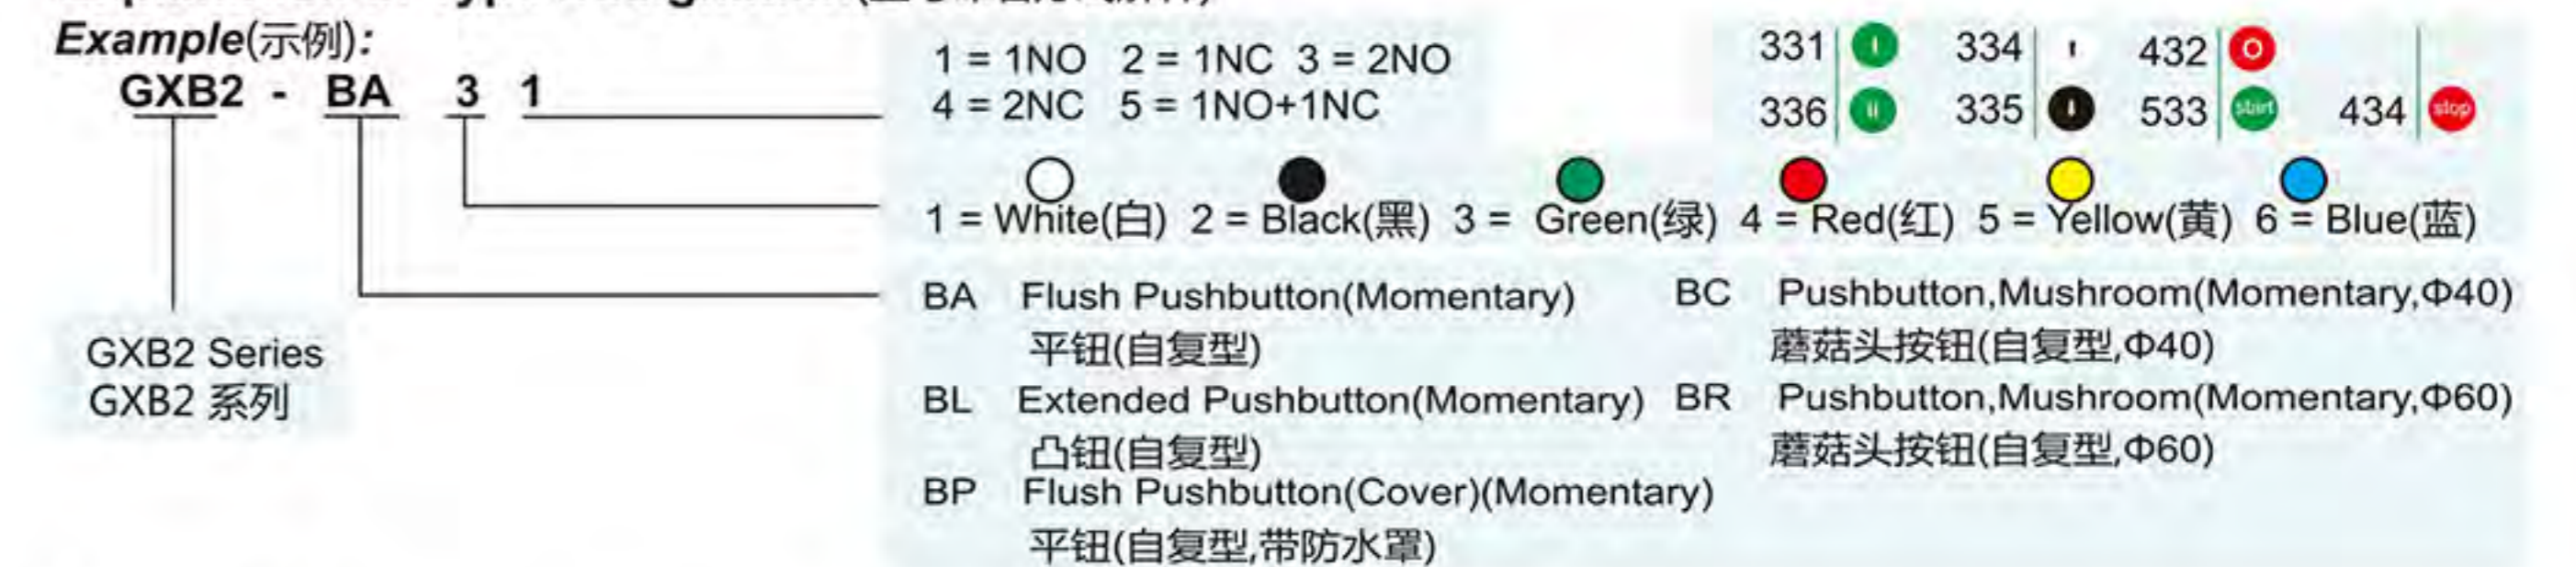 Example(示例):
GXB2 - BA 3 1
1 = 1NO 2 = 1NC 3 = 2NO
4 = 2NC 5 = 1NO+1NC
331 I 334 I 432 O
336 II 335 I 533 start 434 stop
1 = White(白) 2 = Black(黑) 3 = Green(绿) 4 = Red(红) 5 = Yellow(黄) 6 = Blue(蓝)
BA Flush Pushbutton(Momentary)
平钮(自复型)
BL Extended Pushbutton(Momentary)
凸钮(自复型)
BP Flush Pushbutton(Cover)(Momentary)
平钮(自复型,带防水罩)
BC Pushbutton,Mushroom(Momentary,Φ40)
蘑菇头按钮(自复型,Φ40)
BR Pushbutton,Mushroom(Momentary,Φ60)
蘑菇头按钮(自复型,Φ60)
GXB2 Series
GXB2 系列